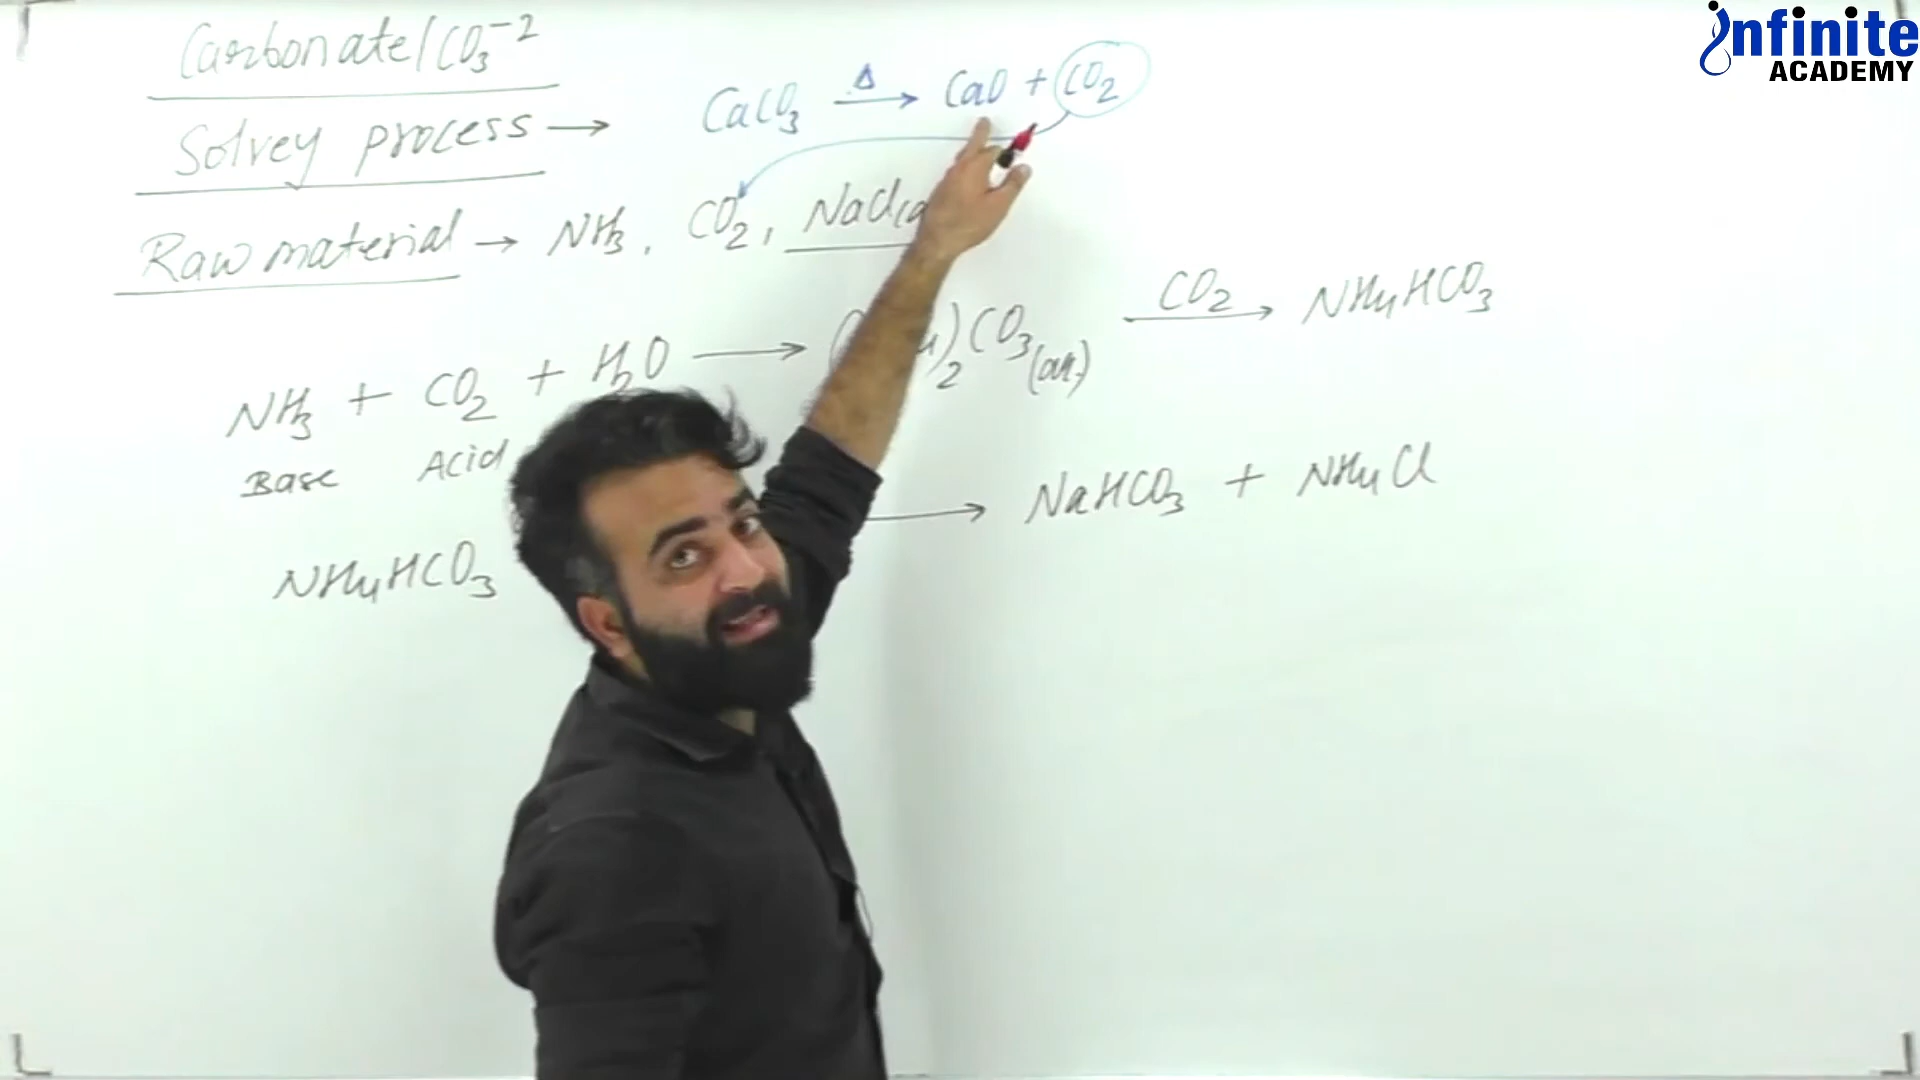 Carbonate/CO₃⁻²
Solvey process → CaCO₃ →Δ CaO + CO₂
Raw material → NH₃, CO₂, NaCl
NH₃ + CO₂ + H₂O → )₂CO₃(aq) →CO₂ NH₄HCO₃
Base Acid
NH₄HCO₃ → NaHCO₃ + NH₄Cl
infinite
ACADEMY